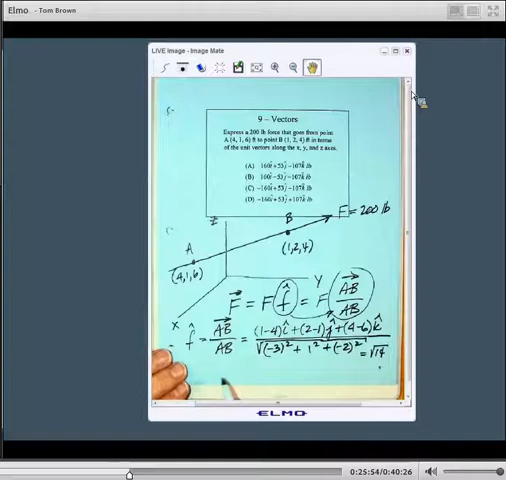 Elmo - Tom Brown
LIVE Image - Image Mate
9 – Vectors
Express a 200 lb force that goes from point
A (4, 1, 6) ft to point B (1, 2, 4) ft in terms
of the unit vectors along the x, y, and z axes.
(A) 160î+53ĵ−107k̂ lb
(B) 160î−53ĵ−107k̂ lb
(C) −160î+53ĵ−107k̂ lb
(D) −160î+53ĵ+107k̂ lb
z
B
F = 200 lb
A
(1,2,4)
(4,1,6)
Y
F⃗ = F f̂ = F AB⃗/AB
X
f̂ = AB⃗/AB = (1-4)î+(2-1)ĵ+(4-6)k̂
√(-3)²+1²+(-2)² = √14
ELMO
0:25:54/0:40:26